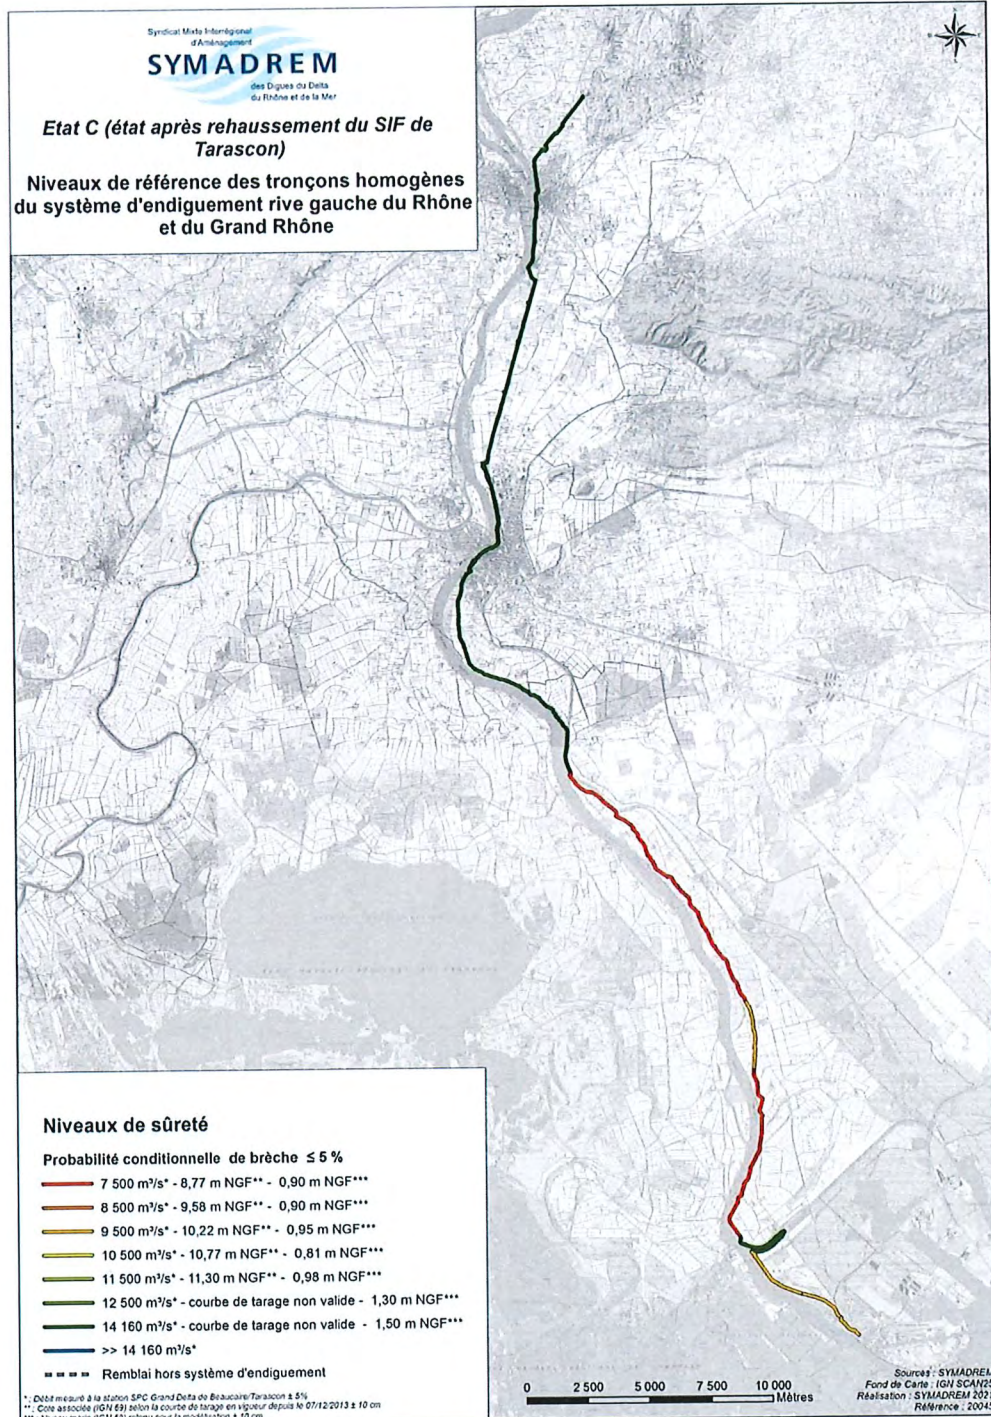 Syndicat Mixte Interrégional
d'Aménagement
SYMADREM
des Digues du Delta
du Rhône et de la Mer
Etat C (état après rehaussement du SIF de
Tarascon)
Niveaux de référence des tronçons homogènes
du système d'endiguement rive gauche du Rhône
et du Grand Rhône
Niveaux de sûreté
Probabilité conditionnelle de brèche ≤ 5 %
7 500 m³/s* - 8,77 m NGF** - 0,90 m NGF***
8 500 m³/s* - 9,58 m NGF** - 0,90 m NGF***
9 500 m³/s* - 10,22 m NGF** - 0,95 m NGF***
10 500 m³/s* - 10,77 m NGF** - 0,81 m NGF***
11 500 m³/s* - 11,30 m NGF** - 0,98 m NGF***
12 500 m³/s* - courbe de tarage non valide - 1,30 m NGF***
14 160 m³/s* - courbe de tarage non valide - 1,50 m NGF***
>> 14 160 m³/s*
Remblai hors système d'endiguement
* : Débit mesuré à la station SPC Grand Delta de Beaucaire/Tarascon ± 5%
** : Cote associée (IGN 69) selon la courbe de tarage en vigueur depuis le 07/12/2013 ± 10 cm
0 2 500 5 000 7 500 10 000
Mètres
Sources : SYMADREM
Fond de Carte : IGN SCAN25
Réalisation : SYMADREM 2021
Référence : 20045